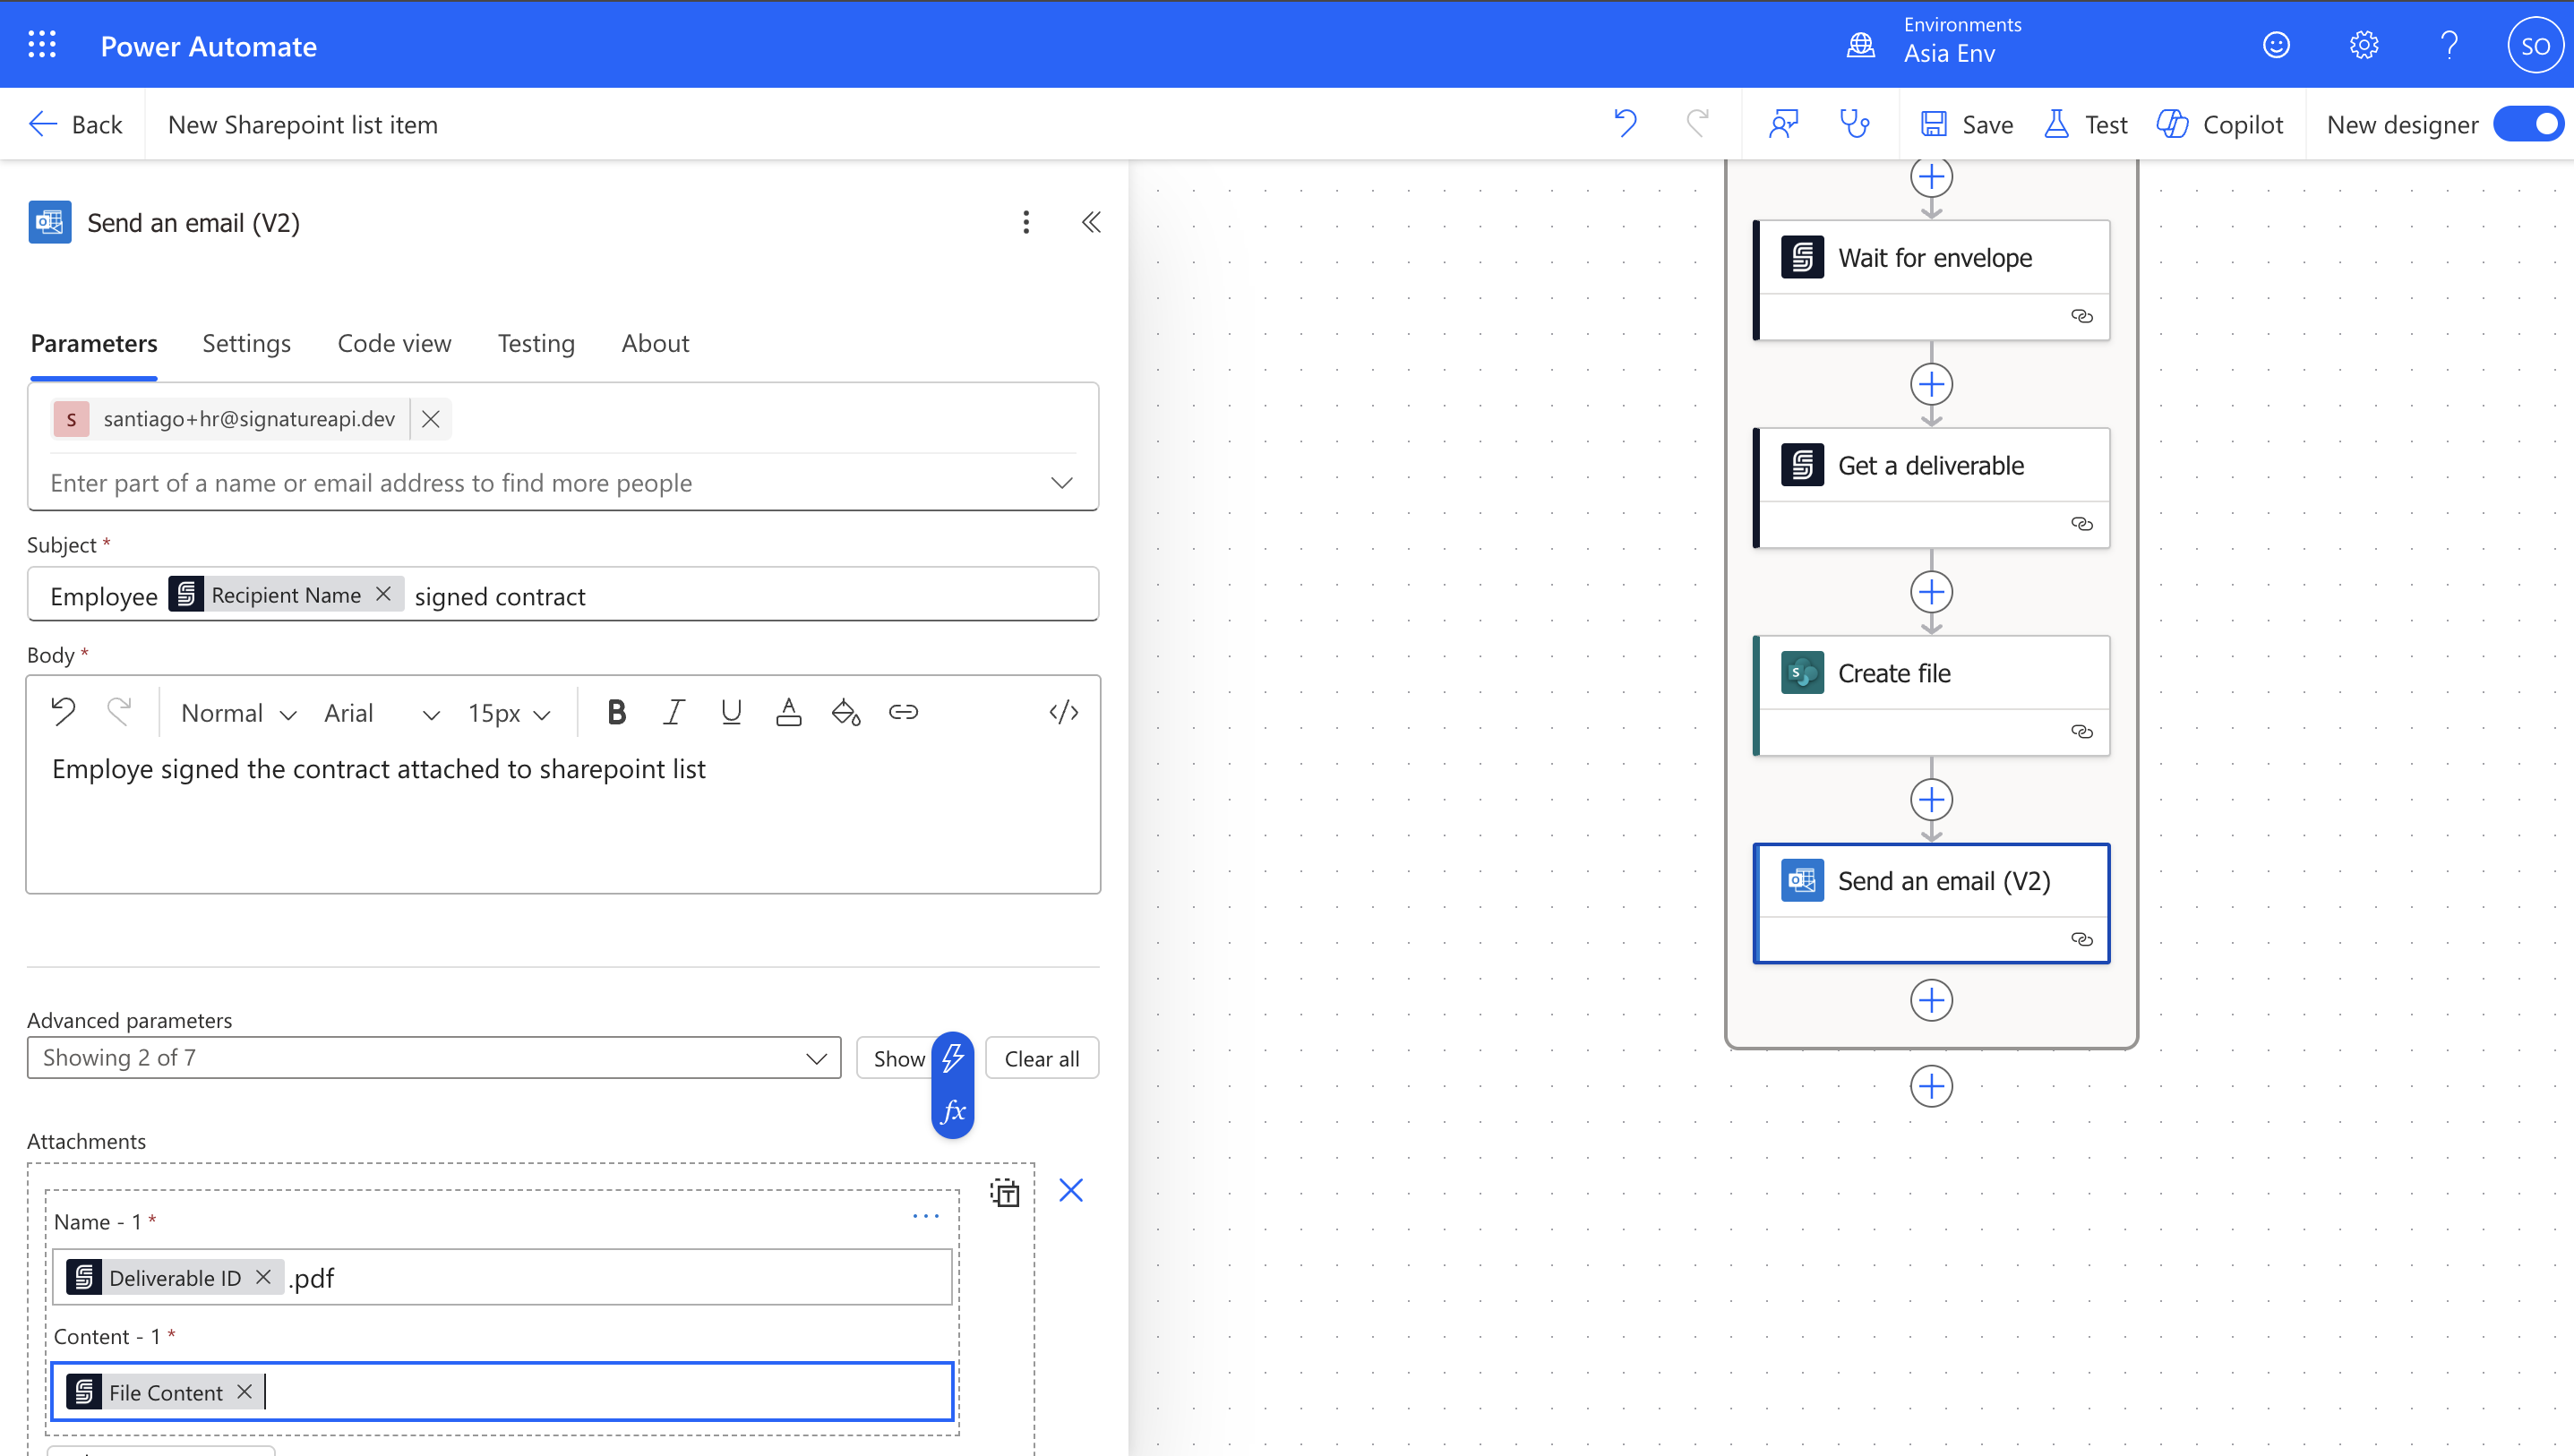 Power Automate
Environments
Asia Env
SO
Back
New Sharepoint list item
Save
Test
Copilot
New designer
Send an email (V2)
Parameters
Settings
Code view
Testing
About
S
santiago+hr@signatureapi.dev
Enter part of a name or email address to find more people
Subject *
Employee Recipient Name signed contract
Body *
Normal
Arial
15px
B
I
U
A
</>
Employe signed the contract attached to sharepoint list
Advanced parameters
Showing 2 of 7
Show
fx
Clear all
Attachments
T
Name - 1 *
Deliverable ID .pdf
Content - 1 *
File Content
Wait for envelope
Get a deliverable
S
Create file
Send an email (V2)